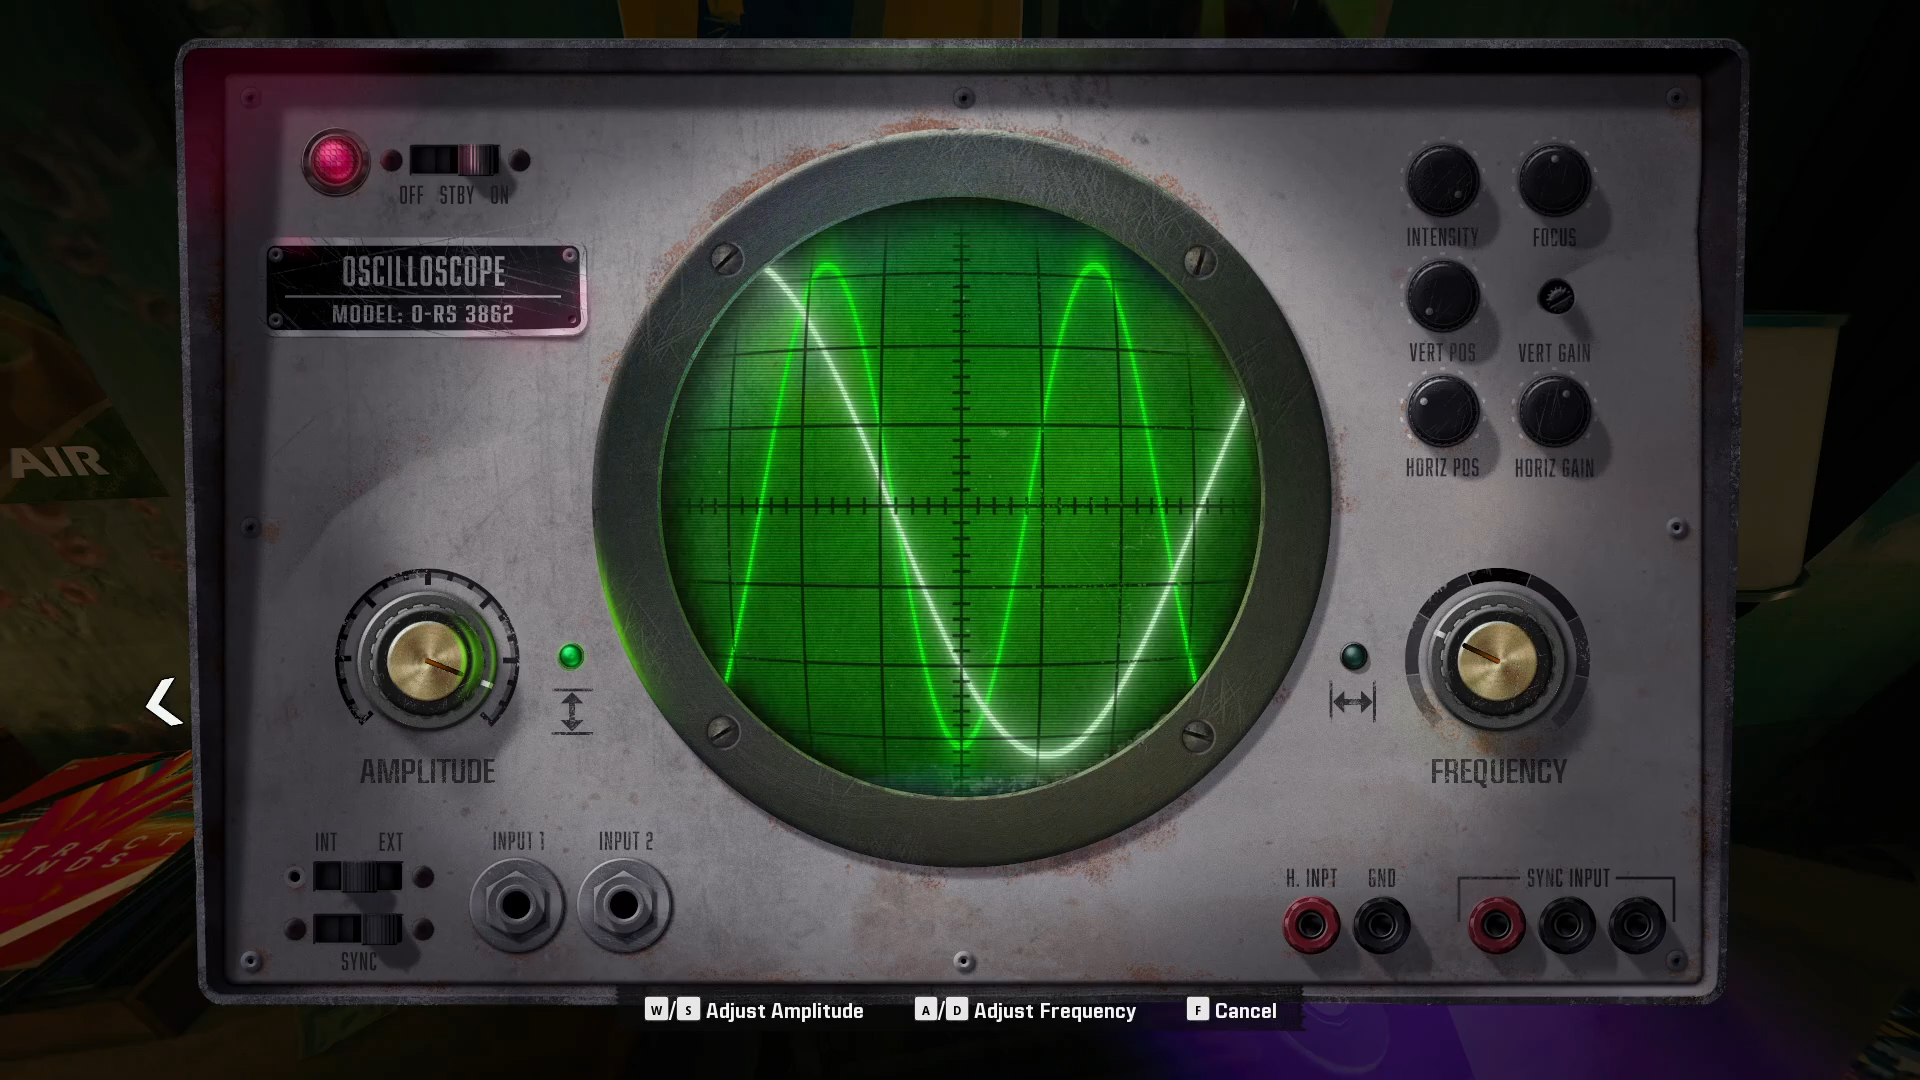 OFF STBY ON
OSCILLOSCOPE
MODEL: O-RS 3862
INTENSITY
FOCUS
VERT POS
VERT GAIN
HORIZ POS
HORIZ GAIN
AIR
AMPLITUDE
FREQUENCY
INT EXT
INPUT 1
INPUT 2
SYNC
H. INPT
GND
SYNC INPUT
W/S Adjust Amplitude
A/D Adjust Frequency
F Cancel